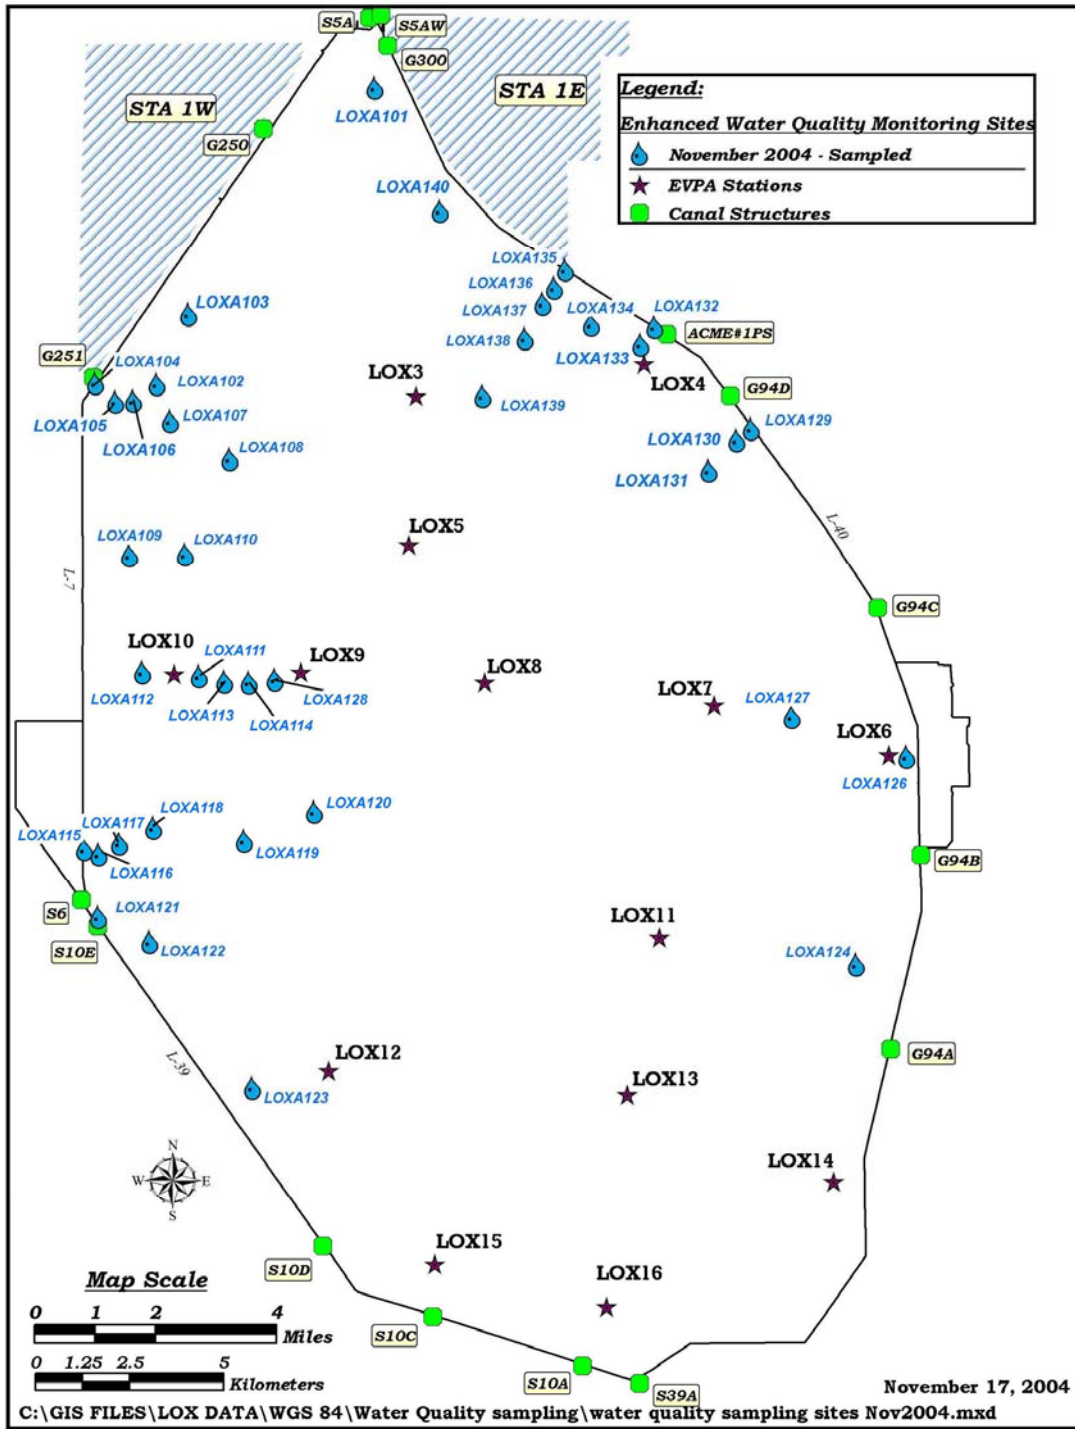 S5A
S5AW
G300
STA 1W
STA 1E
LOXA101
G250
Legend:
Enhanced Water Quality Monitoring Sites
November 2004 - Sampled
EVPA Stations
Canal Structures
LOXA140
LOXA135
LOXA136
LOXA103
LOXA137
LOXA134
LOXA132
ACME#1PS
LOXA138
LOXA133
G251
LOXA104
LOX3
LOX4
LOXA102
G94D
LOXA139
LOXA105
LOXA107
LOXA129
LOXA106
LOXA130
LOXA108
LOXA131
LOX5
L-40
LOXA109
LOXA110
L-7
G94C
LOX10
LOXA111
LOX9
LOX8
LOX7
LOXA112
LOXA113
LOXA128
LOXA114
LOXA127
LOX6
LOXA126
LOXA120
LOXA118
LOXA117
LOXA115
LOXA119
LOXA116
G94B
S6
LOXA121
LOX11
S10E
LOXA122
LOXA124
G94A
LOX12
L-39
LOX13
LOXA123
N
W
E
S
LOX14
LOX15
S10D
LOX16
Map Scale
0 1 2 4
Miles
S10C
0 1.25 2.5 5
Kilometers
S10A
S39A
November 17, 2004
C:\GIS FILES\LOX DATA\WGS 84\Water Quality sampling\water quality sampling sites Nov2004.mxd